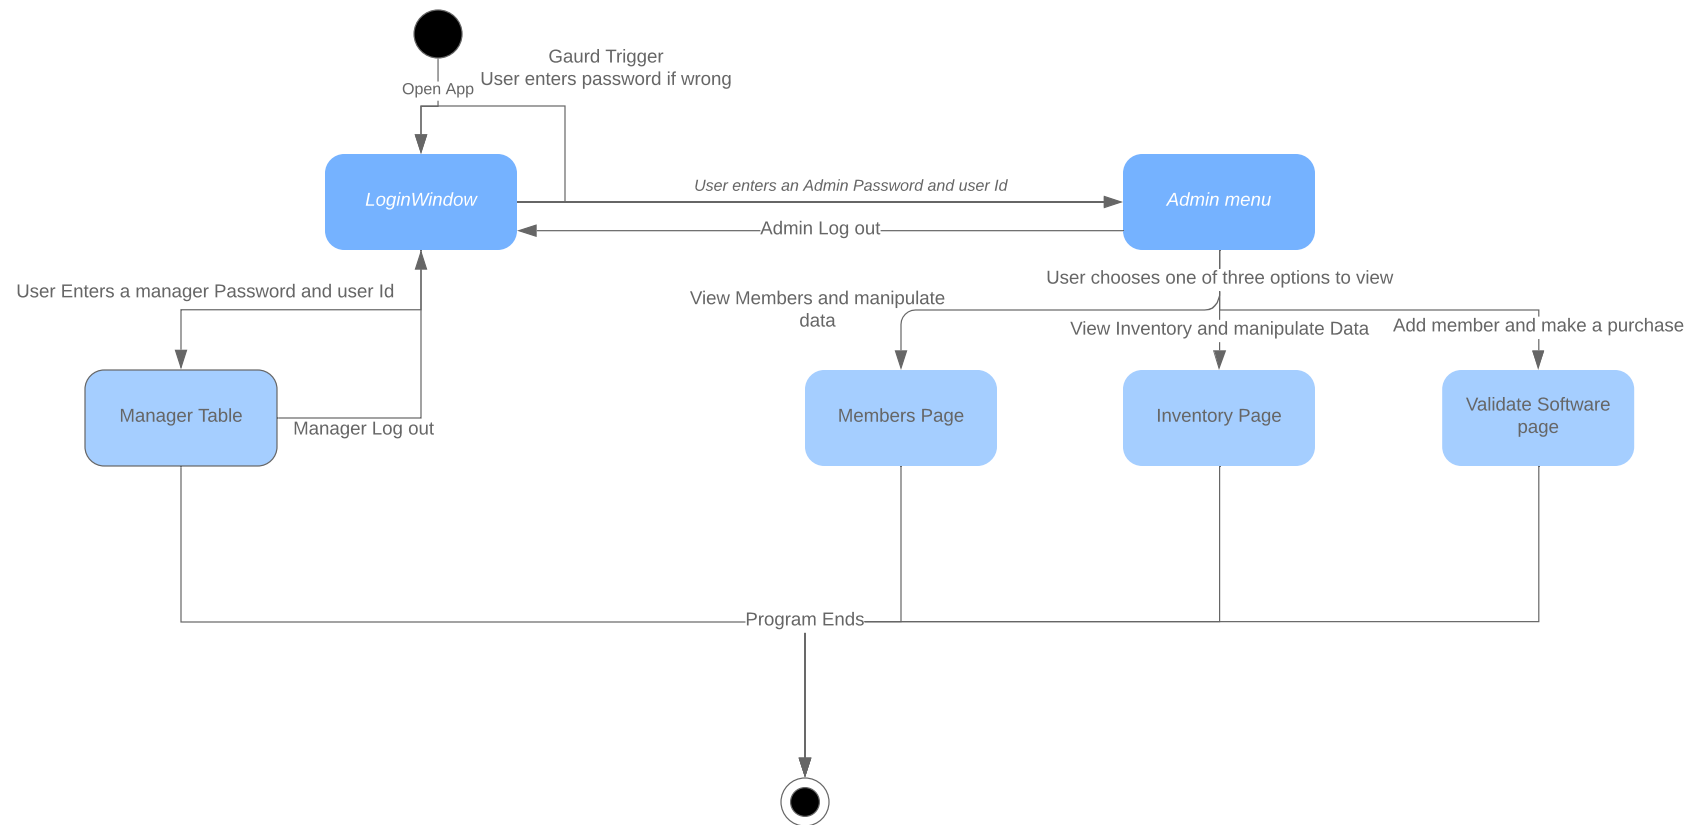 Gaurd Trigger
User enters password if wrong
Open App
LoginWindow
User enters an Admin Password and user Id
Admin menu
Admin Log out
User chooses one of three options to view
User Enters a manager Password and user Id
View Members and manipulate
data
View Inventory and manipulate Data
Add member and make a purchase
Manager Table
Manager Log out
Members Page
Inventory Page
Validate Software
page
Program Ends